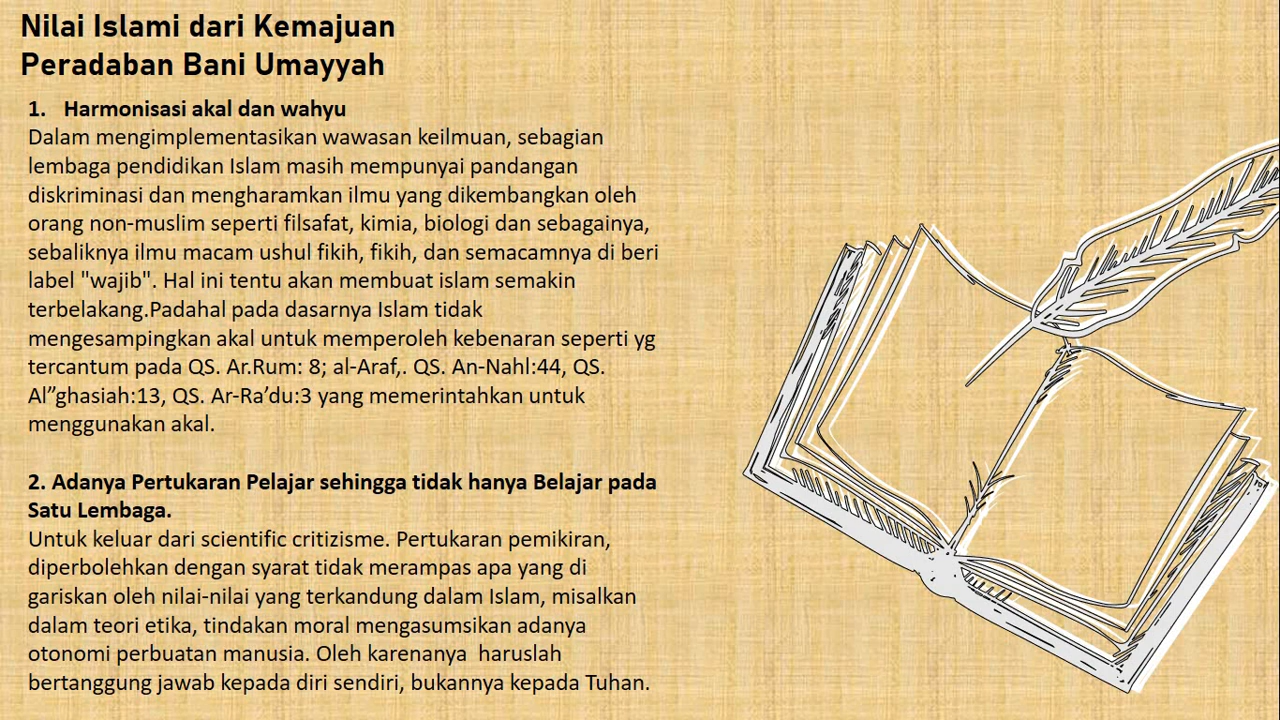 Nilai Islami dari Kemajuan
Peradaban Bani Umayyah
1. Harmonisasi akal dan wahyu
Dalam mengimplementasikan wawasan keilmuan, sebagian
lembaga pendidikan Islam masih mempunyai pandangan
diskriminasi dan mengharamkan ilmu yang dikembangkan oleh
orang non-muslim seperti filsafat, kimia, biologi dan sebagainya,
sebaliknya ilmu macam ushul fikih, fikih, dan semacamnya di beri
label "wajib". Hal ini tentu akan membuat islam semakin
terbelakang.Padahal pada dasarnya Islam tidak
mengesampingkan akal untuk memperoleh kebenaran seperti yg
tercantum pada QS. Ar.Rum: 8; al-Araf,. QS. An-Nahl:44, QS.
Al”ghasiah:13, QS. Ar-Ra’du:3 yang memerintahkan untuk
menggunakan akal.
2. Adanya Pertukaran Pelajar sehingga tidak hanya Belajar pada
Satu Lembaga.
Untuk keluar dari scientific critizisme. Pertukaran pemikiran,
diperbolehkan dengan syarat tidak merampas apa yang di
gariskan oleh nilai-nilai yang terkandung dalam Islam, misalkan
dalam teori etika, tindakan moral mengasumsikan adanya
otonomi perbuatan manusia. Oleh karenanya  haruslah
bertanggung jawab kepada diri sendiri, bukannya kepada Tuhan.